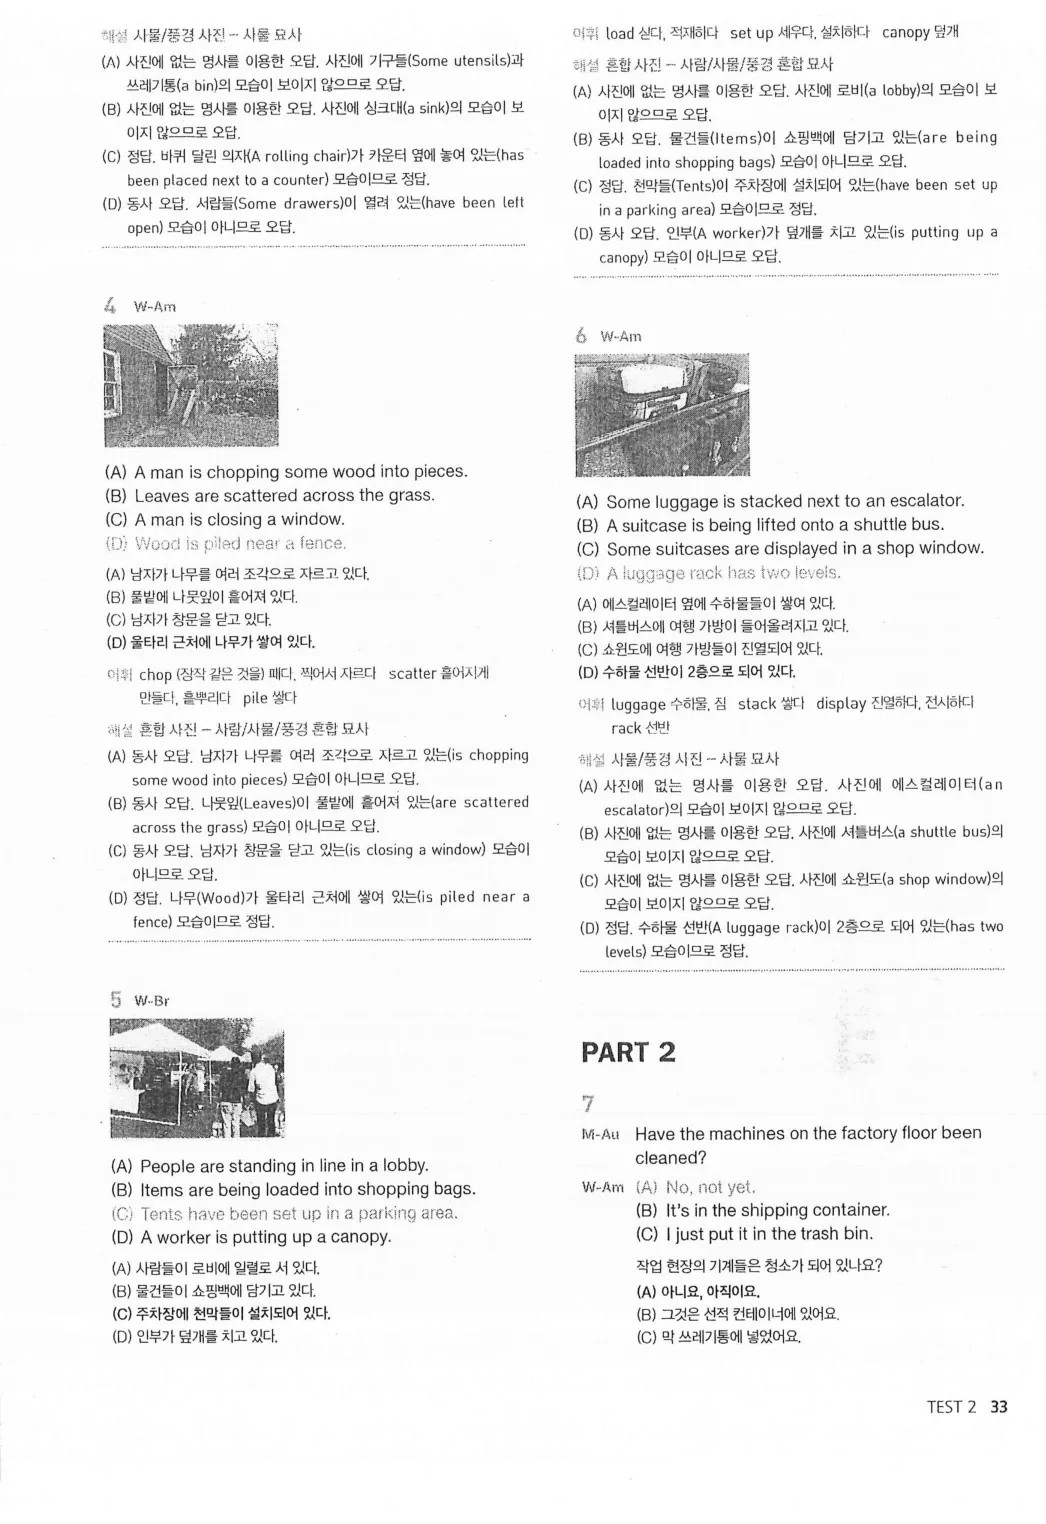 해설 사물/풍경 사진 – 사물 묘사
(A) 사진에 없는 명사를 이용한 오답. 사진에 기구들(Some utensils)과
쓰레기통(a bin)의 모습이 보이지 않으므로 오답.
(B) 사진에 없는 명사를 이용한 오답. 사진에 싱크대(a sink)의 모습이 보
이지 않으므로 오답.
(C) 정답. 바퀴 달린 의자(A rolling chair)가 카운터 옆에 놓여 있는(has
been placed next to a counter) 모습이므로 정답.
(D) 동사 오답. 서랍들(Some drawers)이 열려 있는(have been left
open) 모습이 아니므로 오답.
4 W-Am
(A) A man is chopping some wood into pieces.
(B) Leaves are scattered across the grass.
(C) A man is closing a window.
(D) Wood is piled near a fence.
(A) 남자가 나무를 여러 조각으로 자르고 있다.
(B) 풀밭에 나뭇잎이 흩어져 있다.
(C) 남자가 창문을 닫고 있다.
(D) 울타리 근처에 나무가 쌓여 있다.
어휘 chop (장작 같은 것을) 패다, 찍어서 자르다 scatter 흩어지게
만들다, 흩뿌리다 pile 쌓다
해설 혼합 사진 – 사람/사물/풍경 혼합 묘사
(A) 동사 오답. 남자가 나무를 여러 조각으로 자르고 있는(is chopping
some wood into pieces) 모습이 아니므로 오답.
(B) 동사 오답. 나뭇잎(Leaves)이 풀밭에 흩어져 있는(are scattered
across the grass) 모습이 아니므로 오답.
(C) 동사 오답. 남자가 창문을 닫고 있는(is closing a window) 모습이
아니므로 오답.
(D) 정답. 나무(Wood)가 울타리 근처에 쌓여 있는(is piled near a
fence) 모습이므로 정답.
5 W-Br
(A) People are standing in line in a lobby.
(B) Items are being loaded into shopping bags.
(C) Tents have been set up in a parking area.
(D) A worker is putting up a canopy.
(A) 사람들이 로비에 일렬로 서 있다.
(B) 물건들이 쇼핑백에 담기고 있다.
(C) 주차장에 천막들이 설치되어 있다.
(D) 인부가 덮개를 치고 있다.
어휘 load 싣다, 적재하다 set up 세우다, 설치하다 canopy 덮개
해설 혼합 사진 – 사람/사물/풍경 혼합 묘사
(A) 사진에 없는 명사를 이용한 오답. 사진에 로비(a lobby)의 모습이 보
이지 않으므로 오답.
(B) 동사 오답. 물건들(Items)이 쇼핑백에 담기고 있는(are being
loaded into shopping bags) 모습이 아니므로 오답.
(C) 정답. 천막들(Tents)이 주차장에 설치되어 있는(have been set up
in a parking area) 모습이므로 정답.
(D) 동사 오답. 인부(A worker)가 덮개를 치고 있는(is putting up a
canopy) 모습이 아니므로 오답.
6 W-Am
(A) Some luggage is stacked next to an escalator.
(B) A suitcase is being lifted onto a shuttle bus.
(C) Some suitcases are displayed in a shop window.
(D) A luggage rack has two levels.
(A) 에스컬레이터 옆에 수하물들이 쌓여 있다.
(B) 셔틀버스에 여행 가방이 들어올려지고 있다.
(C) 쇼윈도에 여행 가방들이 진열되어 있다.
(D) 수하물 선반이 2층으로 되어 있다.
어휘 luggage 수하물, 짐 stack 쌓다 display 진열하다, 전시하다
rack 선반
해설 사물/풍경 사진 – 사물 묘사
(A) 사진에 없는 명사를 이용한 오답. 사진에 에스컬레이터(an
escalator)의 모습이 보이지 않으므로 오답.
(B) 사진에 없는 명사를 이용한 오답. 사진에 셔틀버스(a shuttle bus)의
모습이 보이지 않으므로 오답.
(C) 사진에 없는 명사를 이용한 오답. 사진에 쇼윈도(a shop window)의
모습이 보이지 않으므로 오답.
(D) 정답. 수하물 선반(A luggage rack)이 2층으로 되어 있는(has two
levels) 모습이므로 정답.
PART 2
7
M-Au Have the machines on the factory floor been
cleaned?
W-Am (A) No, not yet.
(B) It's in the shipping container.
(C) I just put it in the trash bin.
작업 현장의 기계들은 청소가 되어 있나요?
(A) 아니요, 아직이요.
(B) 그것은 선적 컨테이너에 있어요.
(C) 막 쓰레기통에 넣었어요.
TEST 2 33